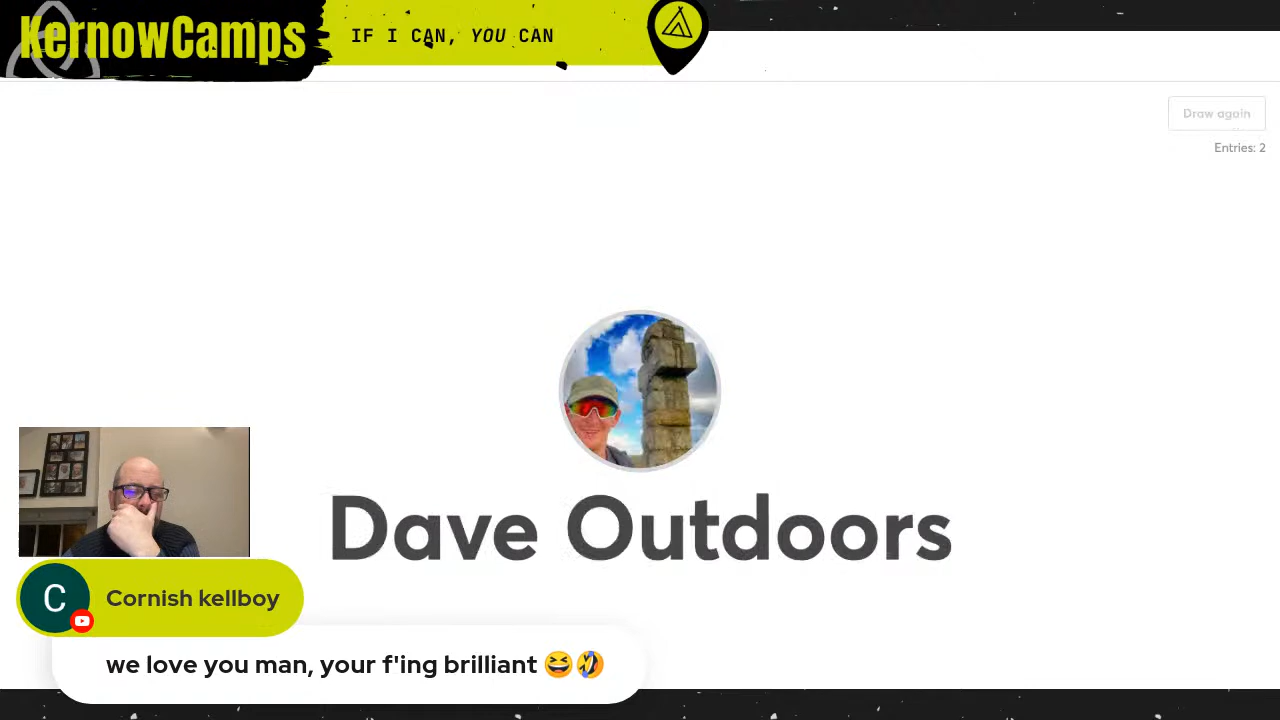 KernowCamps
IF I CAN, YOU CAN
Draw again
Entries: 2
Dave Outdoors
C
Cornish kellboy
we love you man, your f'ing brilliant 😆🤣